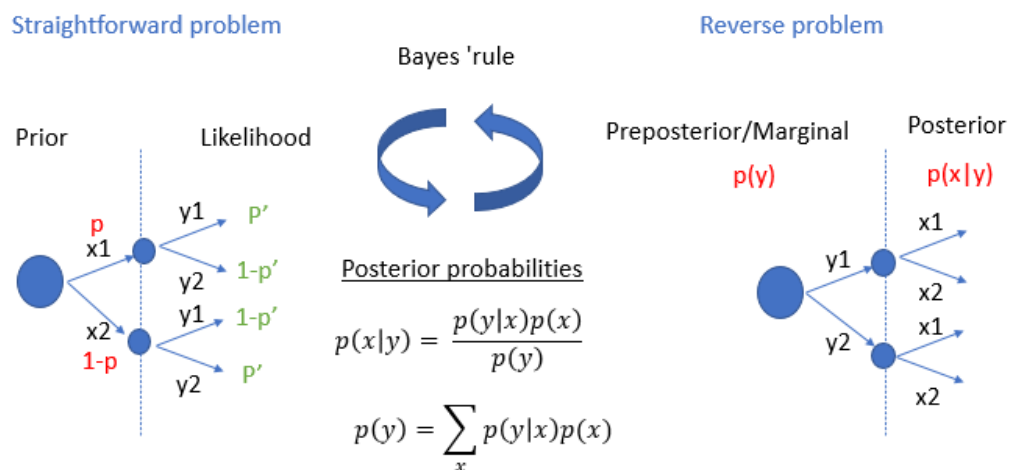 Straightforward problem
Reverse problem
Bayes 'rule
Prior
Likelihood
Preposterior/Marginal
Posterior
p(y)
p(x|y)
p
x1
y1
P'
y2
1-p'
x2
1-p
y1
1-p'
y2
P'
Posterior probabilities
p(x|y) = p(y|x)p(x) / p(y)
p(y) = ∑ p(y|x)p(x)
x
y1
x1
x2
y2
x1
x2